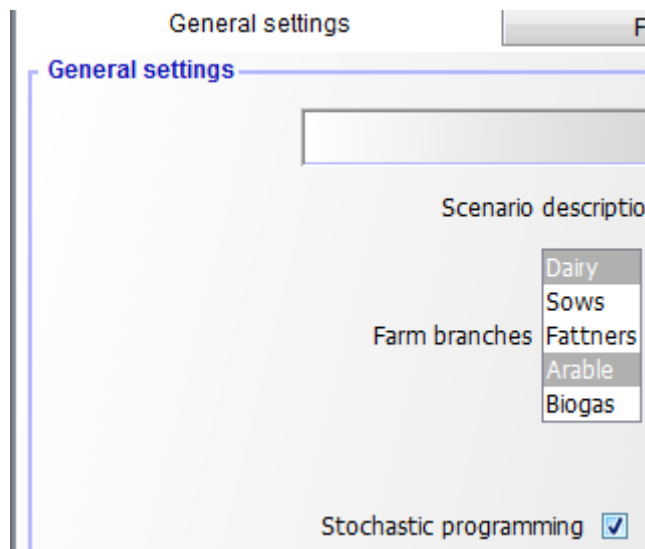 General settings
F
General settings
Scenario descriptio
Dairy
Sows
Farm branches Fattners
Arable
Biogas
Stochastic programming